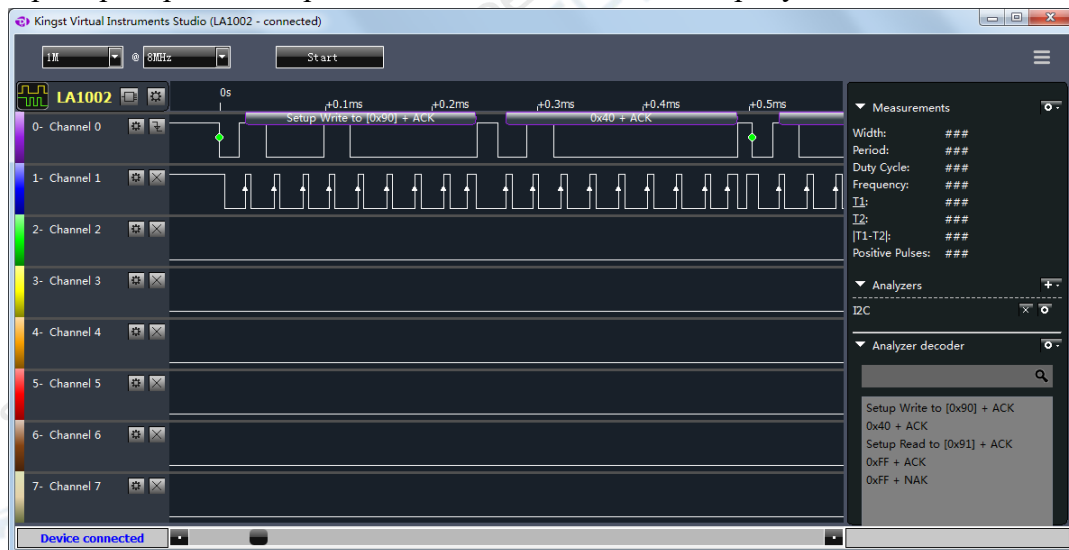 Kingst Virtual Instruments Studio (LA1002 - connected)
1M @ 8MHz Start
LA1002
0s +0.1ms +0.2ms +0.3ms +0.4ms +0.5ms
0- Channel 0
Setup Write to [0x90] + ACK 0x40 + ACK
1- Channel 1
2- Channel 2
3- Channel 3
4- Channel 4
5- Channel 5
6- Channel 6
7- Channel 7
Measurements
Width: ###
Period: ###
Duty Cycle: ###
Frequency: ###
T1: ###
T2: ###
|T1-T2|: ###
Positive Pulses: ###
Analyzers
I2C
Analyzer decoder
Setup Write to [0x90] + ACK
0x40 + ACK
Setup Read to [0x91] + ACK
0xFF + ACK
0xFF + NAK
Device connected